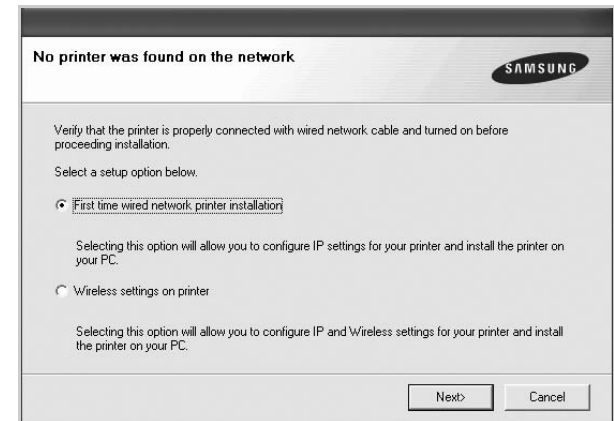 No printer was found on the network
SAMSUNG
Verify that the printer is properly connected with wired network cable and turned on before
proceeding installation.
Select a setup option below.
First time wired network printer installation
Selecting this option will allow you to configure IP settings for your printer and install the printer on
your PC.
Wireless settings on printer
Selecting this option will allow you to configure IP and Wireless settings for your printer and install
the printer on your PC.
Next>
Cancel